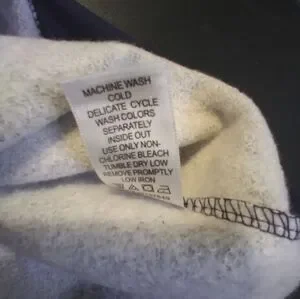 MACHINE WASH
COLD
DELICATE CYCLE
WASH COLORS
SEPARATELY
INSIDE OUT
USE ONLY NON-
CHLORINE BLEACH
TUMBLE DRY LOW
REMOVE PROMPTLY
LOW IRON